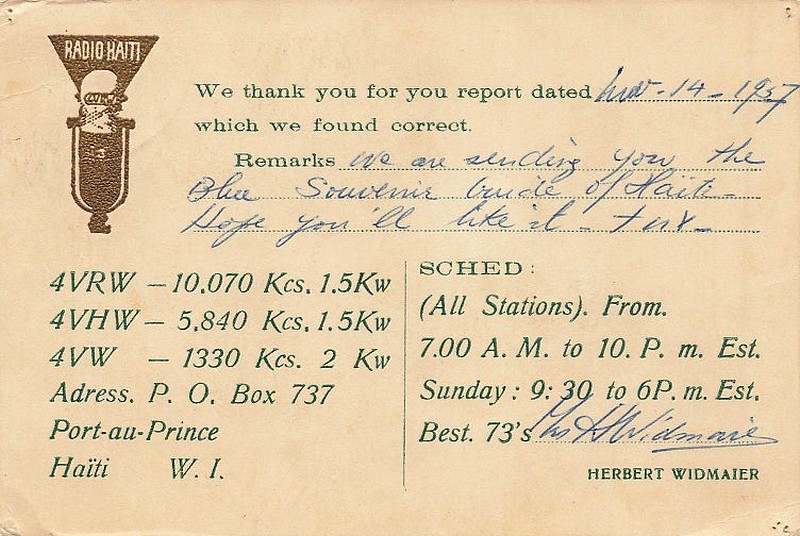 RADIO HAITI
We thank you for you report dated Nov - 14 - 1957
which we found correct.
Remarks We are sending you the
Blue Souvenir Guide of Haïti -
Hope you'll like it - tnx -
4VRW — 10.070 Kcs. 1.5Kw
4VHW — 5.840 Kcs. 1.5Kw
4VW — 1330 Kcs. 2 Kw
Adress. P. O. Box 737
Port-au-Prince
Haïti W. I.
SCHED :
(All Stations). From.
7.00 A. M. to 10. P. m. Est.
Sunday : 9: 30 to 6P. m. Est.
Best. 73's H Widmaier
HERBERT WIDMAIER